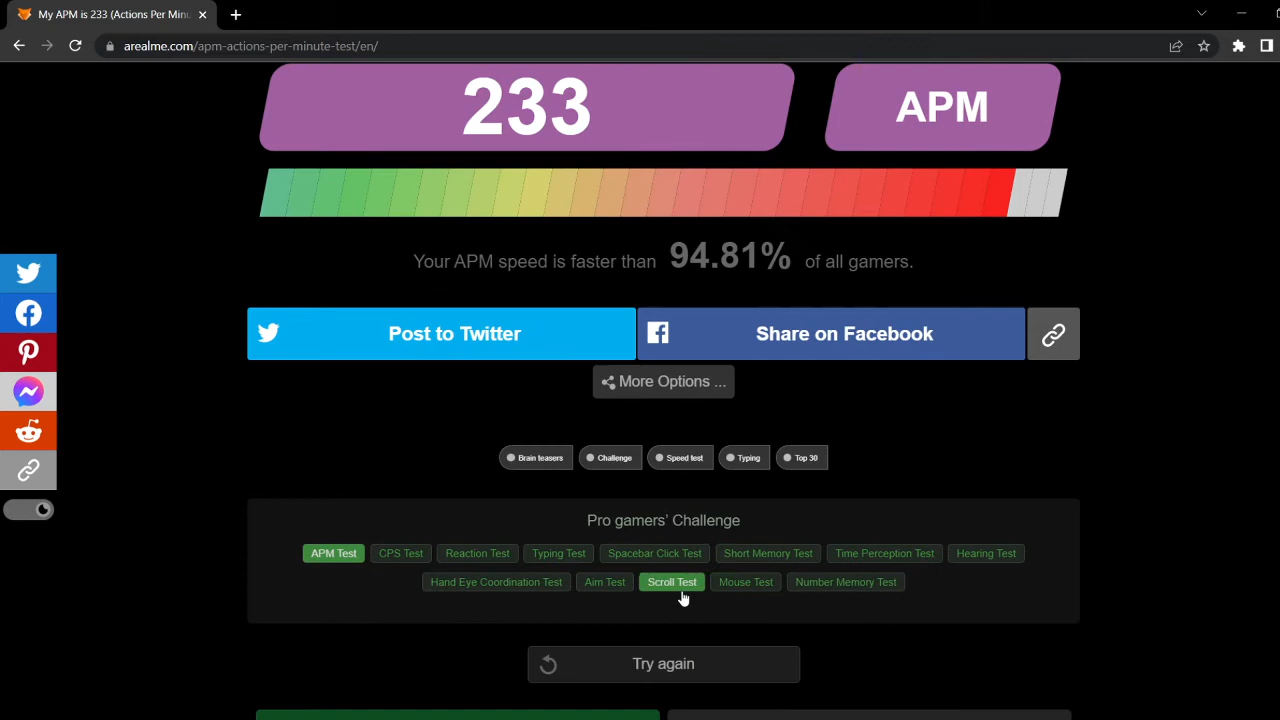 My APM is 233 (Actions Per Minu
arealme.com/apm-actions-per-minute-test/en/
233
APM
Your APM speed is faster than 94.81% of all gamers.
Post to Twitter
Share on Facebook
More Options ...
Brain teasers
Challenge
Speed test
Typing
Top 30
Pro gamers’ Challenge
APM Test
CPS Test
Reaction Test
Typing Test
Spacebar Click Test
Short Memory Test
Time Perception Test
Hearing Test
Hand Eye Coordination Test
Aim Test
Scroll Test
Mouse Test
Number Memory Test
Try again